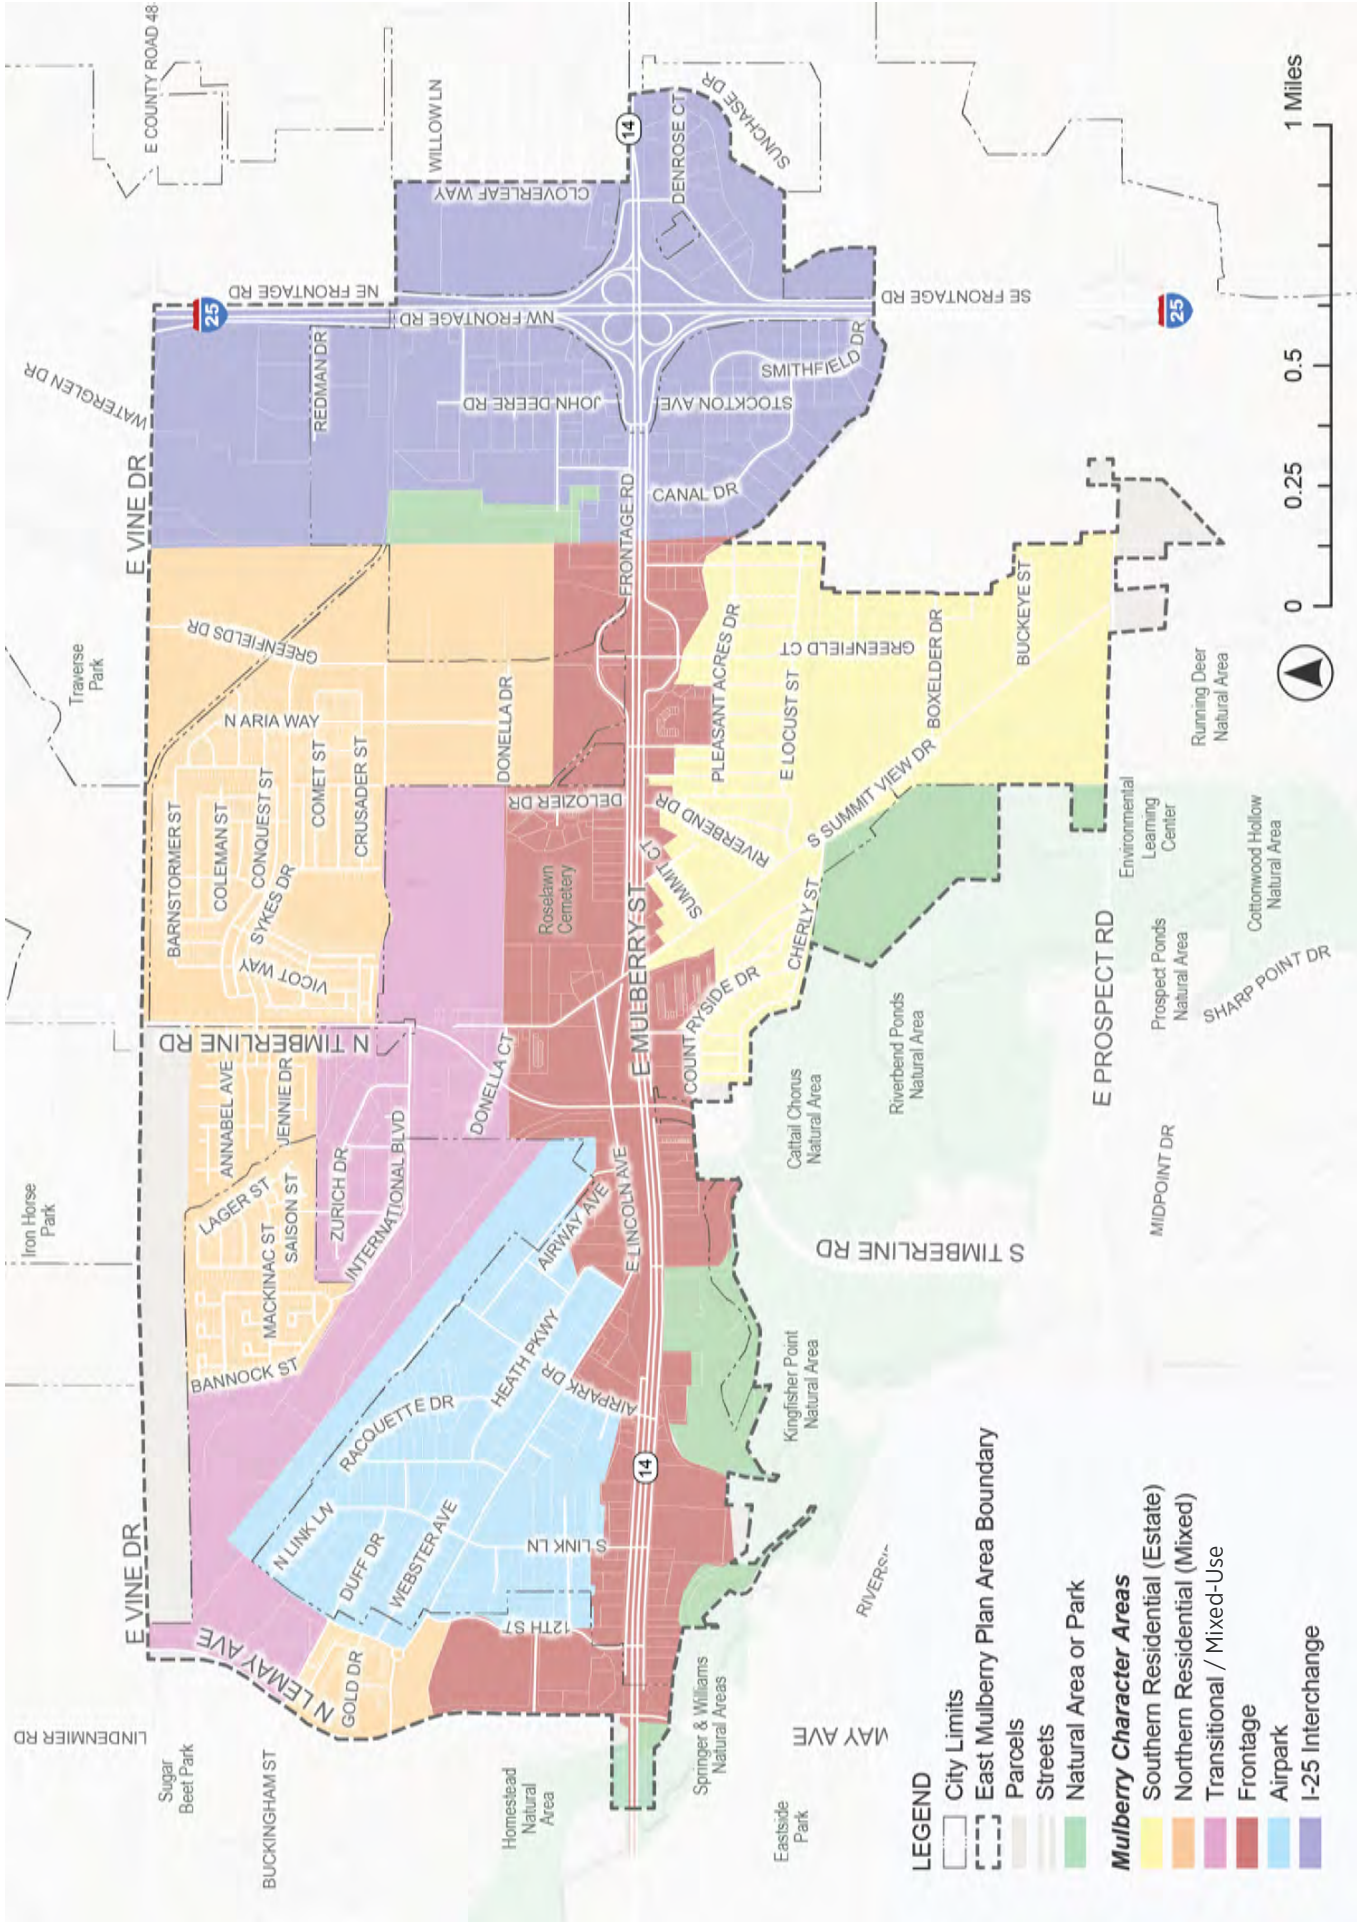 E VINE DR
E VINE DR
LINDENMIER RD
Sugar
Beet Park
BUCKINGHAM ST
N LEMAY AVE
GOLD DR
Iron Horse
Park
Traverse
Park
WATERGLEN DR
E COUNTY ROAD 48
BANNOCK ST
MACKINAC ST
SAISON ST
LAGER ST
ANNABEL AVE
JENNIE DR
ZURICH DR
INTERNATIONAL BLVD
N TIMBERLINE RD
BARNSTORMER ST
COLEMAN ST
CONQUEST ST
SYKES DR
VICOT WAY
COMET ST
CRUSADER ST
N ARIA WAY
GREENFIELDS DR
REDMAN DR
25
NE FRONTAGE RD
NW FRONTAGE RD
WILLOW LN
CLOVERLEAF WAY
JOHN DEERE RD
N LINK LN
DUFF DR
WEBSTER AVE
RACQUETTE DR
HEATH PKWY
AIRPARK DR
AIRWAY AVE
E LINCOLN AVE
S LINK LN
12TH ST
DONELLA CT
DONELLA DR
DELOZIER DR
Roselawn
Cemetery
Homestead
Natural
Area
14
E MULBERRY ST
FRONTAGE RD
14
DENROSE CT
SUNCHASE DR
STOCKTON AVE
SMITHFIELD DR
CANAL DR
SE FRONTAGE RD
25
COUNTRYSIDE DR
SUMMIT CT
RIVERBEND DR
PLEASANT ACRES DR
E LOCUST ST
GREENFIELD CT
BOXELDER DR
BUCKEYE ST
S SUMMIT VIEW DR
CHERLY ST
Springer & Williams
Natural Areas
Eastside
Park
MAY AVE
Kingfisher Point
Natural Area
Cattail Chorus
Natural Area
Riverbend Ponds
Natural Area
S TIMBERLINE RD
E PROSPECT RD
MIDPOINT DR
SHARP POINT DR
Prospect Ponds
Natural Area
Environmental
Learning
Center
Cottonwood Hollow
Natural Area
Running Deer
Natural Area
LEGEND
City Limits
East Mulberry Plan Area Boundary
Parcels
Streets
Natural Area or Park
Mulberry Character Areas
Southern Residential (Estate)
Northern Residential (Mixed)
Transitional / Mixed-Use
Frontage
Airpark
I-25 Interchange
0 0.25 0.5 1 Miles